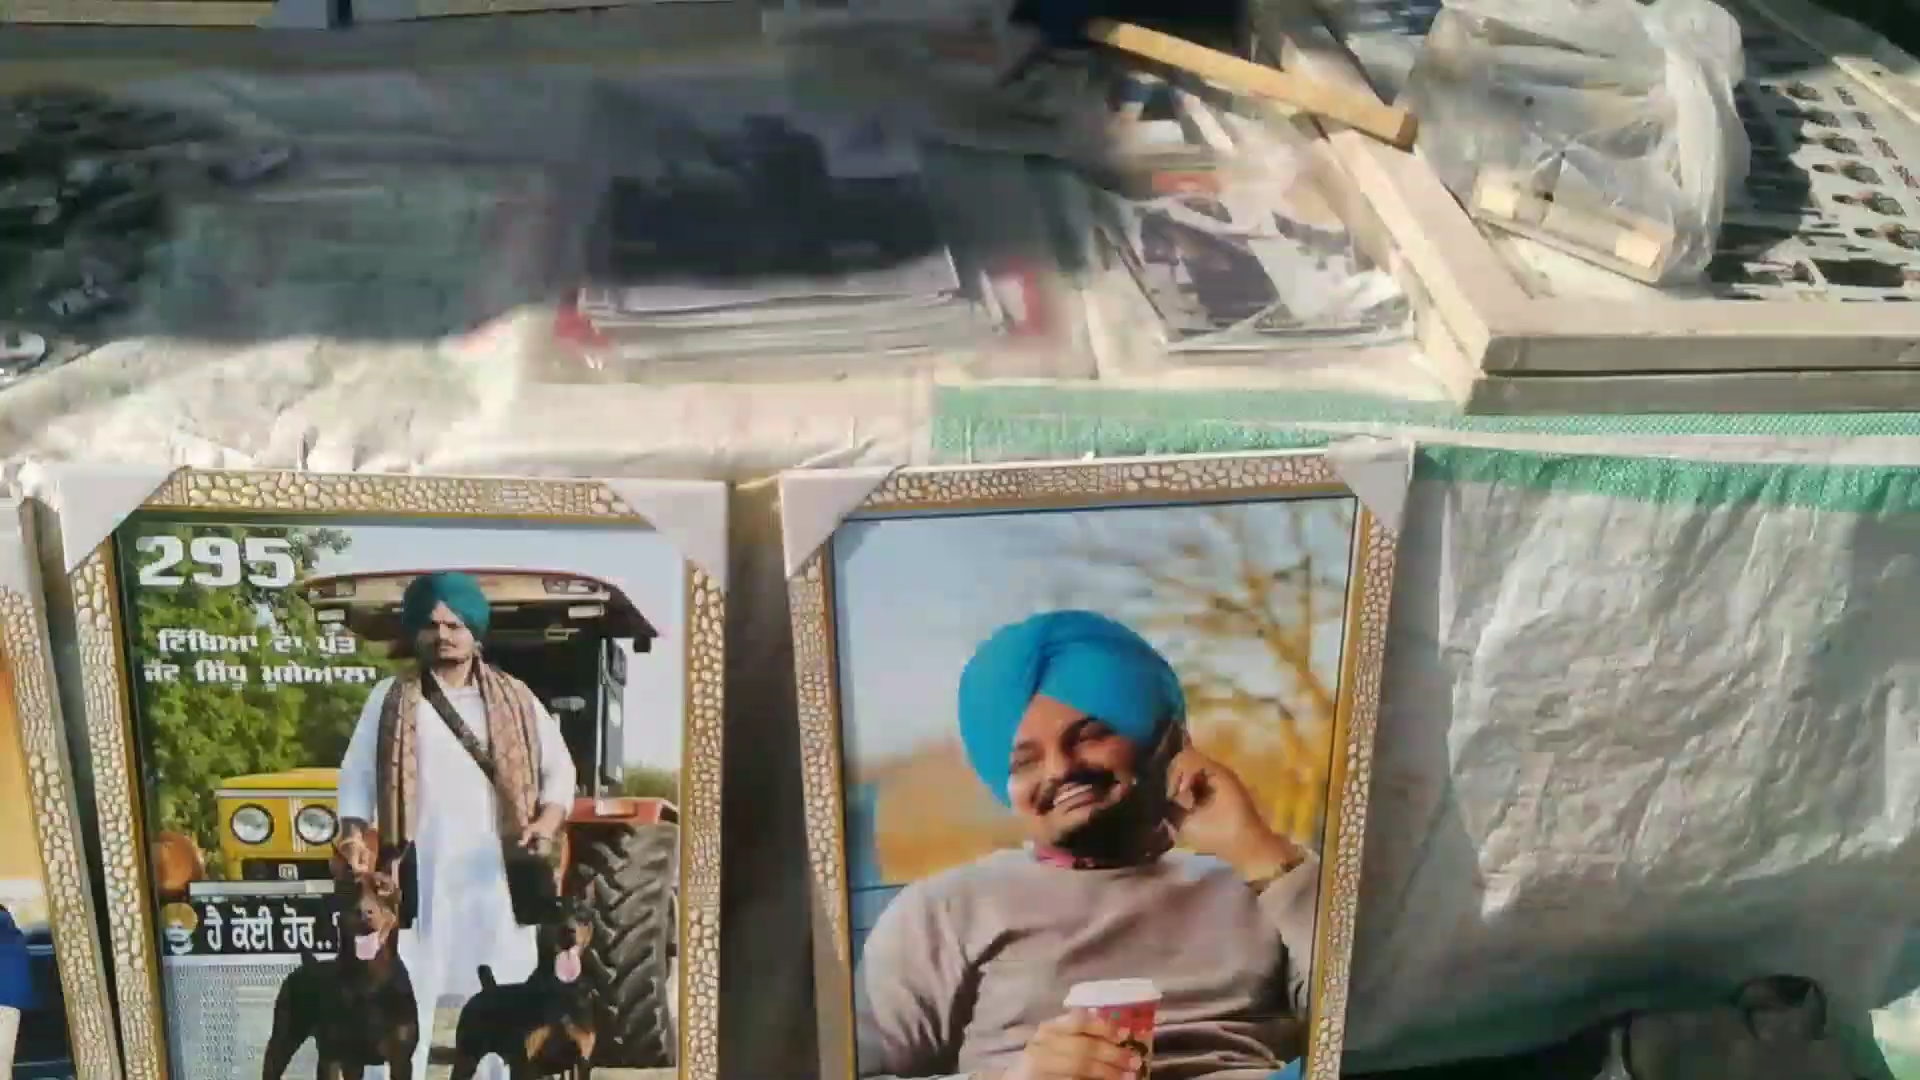 295
ਟਿੱਬਿਆ ਦਾ ਪੁੱਤ
ਜੱਟ ਸਿੱਧੂ ਮੂਸੇਆਲਾ
ਹੈ ਕੋਈ ਹੋਰ..